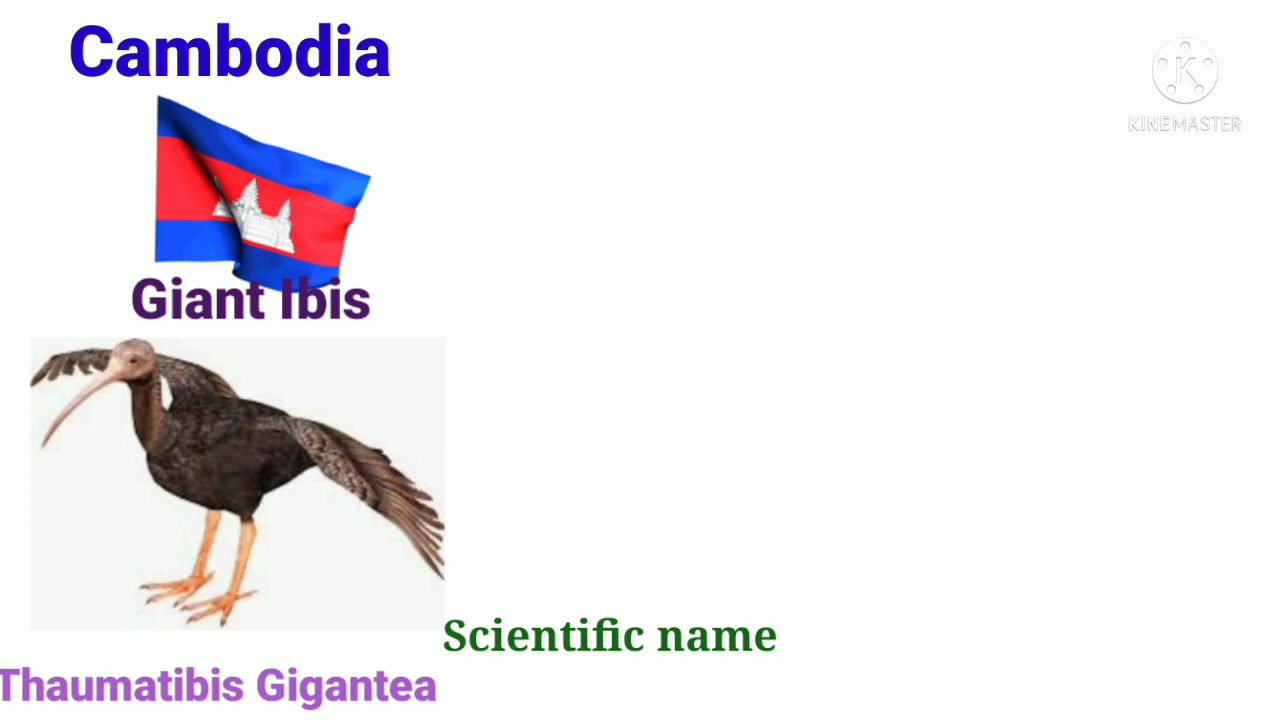 Cambodia
K
KINEMASTER
Giant Ibis
Scientific name
Thaumatibis Gigantea